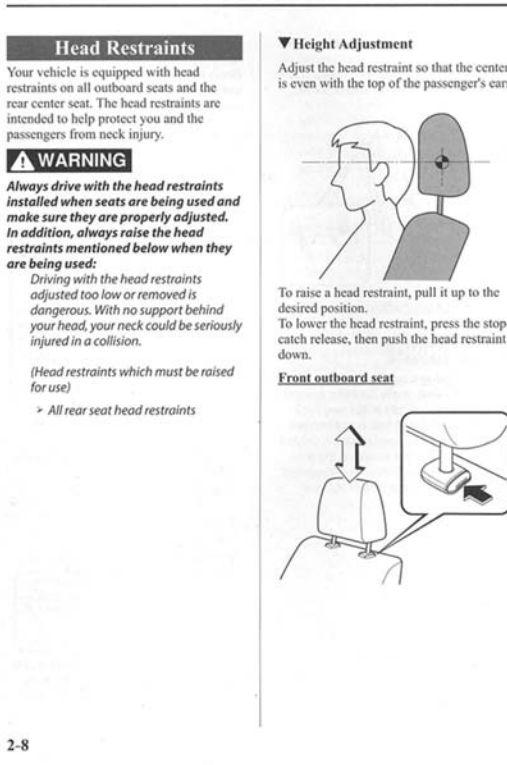 Head Restraints
Your vehicle is equipped with head
restraints on all outboard seats and the
rear center seat. The head restraints are
intended to help protect you and the
passengers from neck injury.
WARNING
Always drive with the head restraints
installed when seats are being used and
make sure they are properly adjusted.
In addition, always raise the head
restraints mentioned below when they
are being used:
Driving with the head restraints
adjusted too low or removed is
dangerous. With no support behind
your head, your neck could be seriously
injured in a collision.
(Head restraints which must be raised
for use)
➢ All rear seat head restraints
▼Height Adjustment
Adjust the head restraint so that the center
is even with the top of the passenger's ears
To raise a head restraint, pull it up to the
desired position.
To lower the head restraint, press the stop-
catch release, then push the head restraint
down.
Front outboard seat
2-8